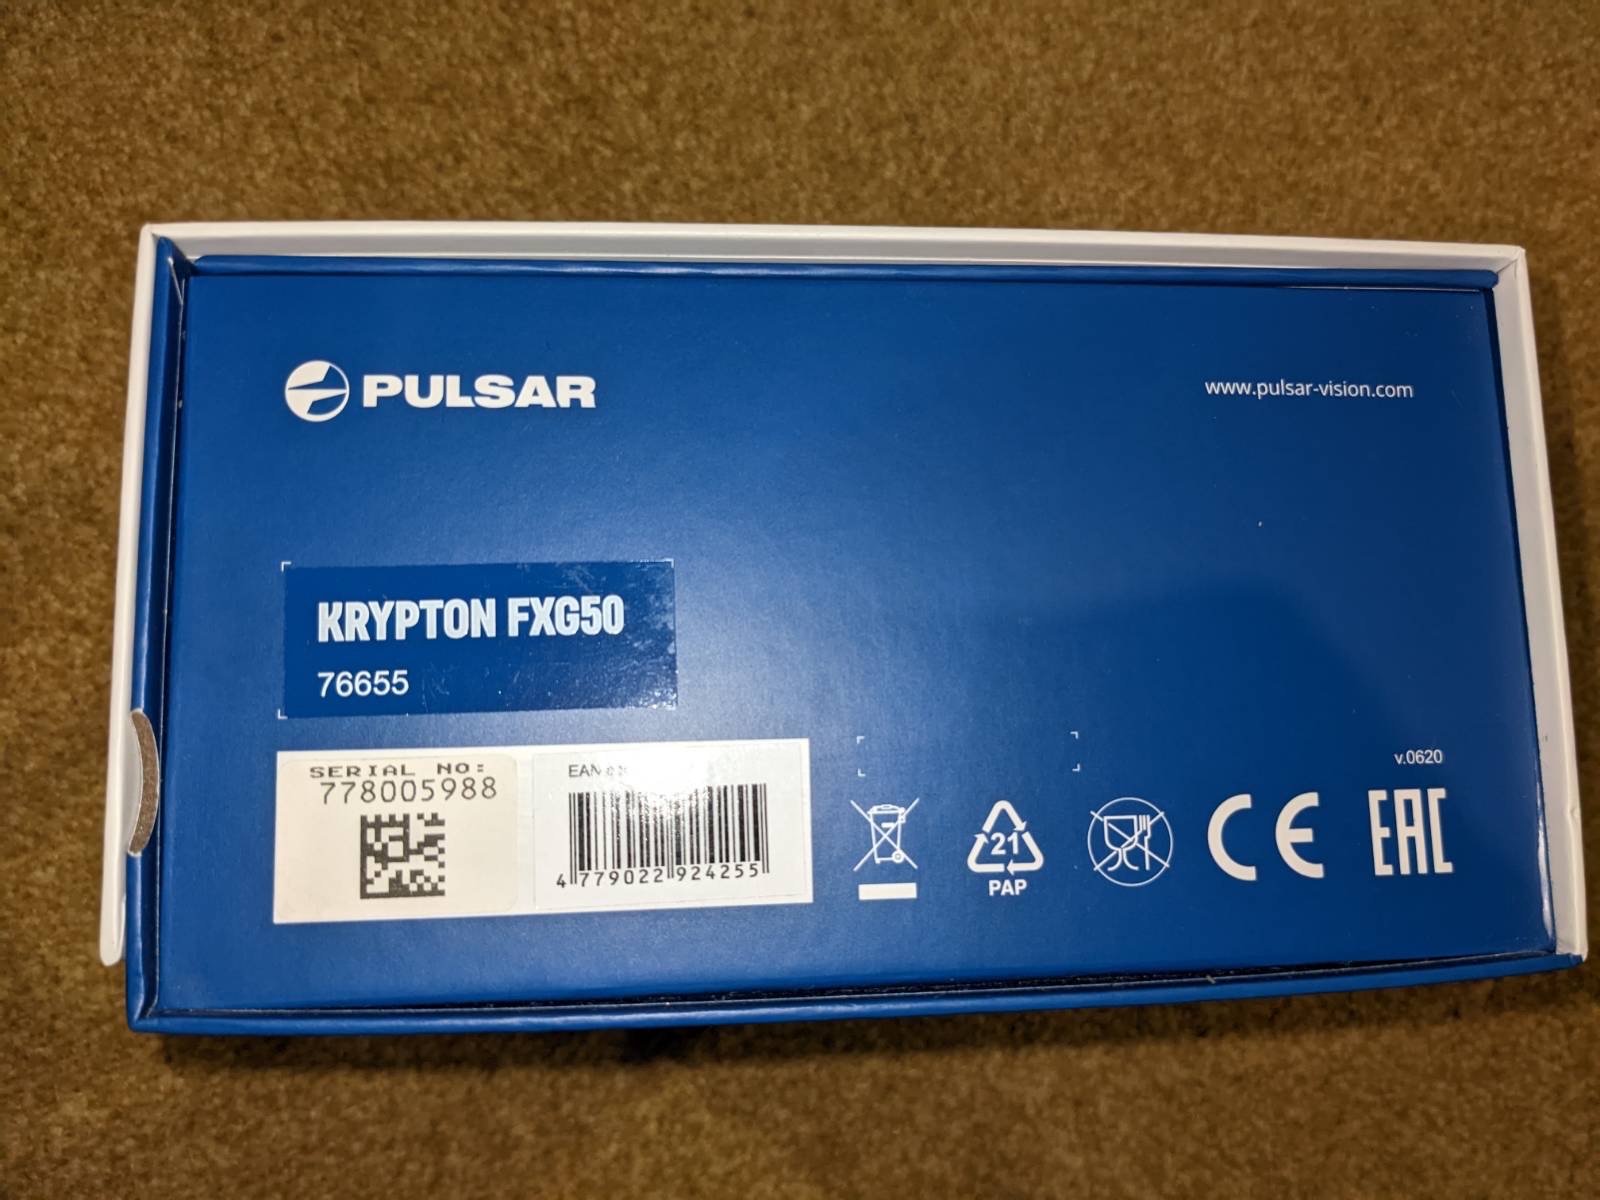 PULSAR
www.pulsar-vision.com
KRYPTON FXG50
76655
SERIAL NO:
778005988
EAN
4 779022 924255
v.0620
21
PAP
CE
EAC